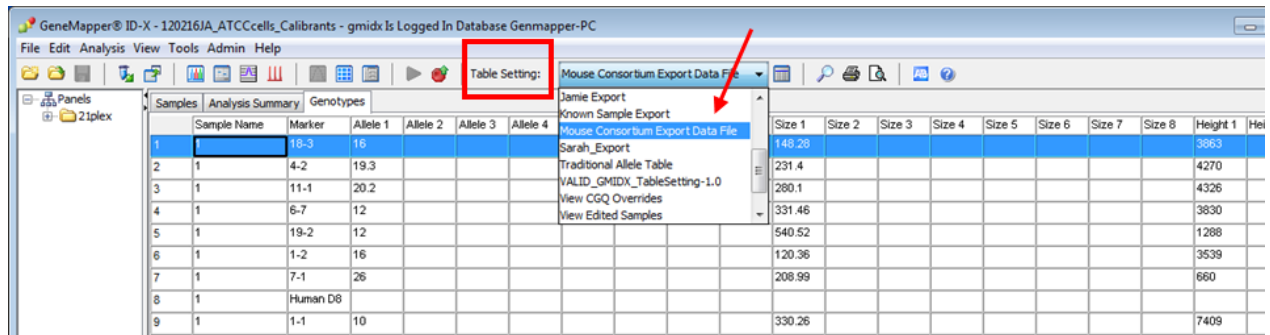 GeneMapper® ID-X - 120216JA_ATCCcells_Calibrants - gmidx Is Logged In Database Genmapper-PC
File Edit Analysis View Tools Admin Help
Table Setting: Mouse Consortium Export Data File
Panels
21plex
Samples Analysis Summary Genotypes
Jamie Export
Known Sample Export
Mouse Consortium Export Data File
Sarah_Export
Traditional Allele Table
VALID_GMIDX_TableSetting-1.0
View CGQ Overrides
View Edited Samples
Sample Name Marker Allele 1 Allele 2 Allele 3 Allele 4 Size 1 Size 2 Size 3 Size 4 Size 5 Size 6 Size 7 Size 8 Height 1 Hei
1 1 18-3 16 148.28 3863
2 1 4-2 19.3 231.4 4270
3 1 11-1 20.2 280.1 4326
4 1 6-7 12 331.46 3830
5 1 19-2 12 540.52 1288
6 1 1-2 16 120.36 3539
7 1 7-1 26 208.99 660
8 1 Human D8
9 1 1-1 10 330.26 7409